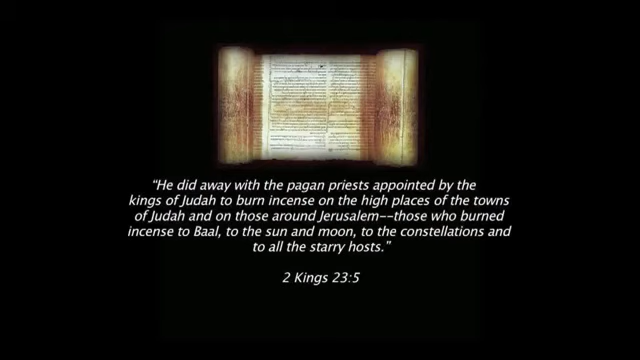 “He did away with the pagan priests appointed by the
kings of Judah to burn incense on the high places of the towns
of Judah and on those around Jerusalem--those who burned
incense to Baal, to the sun and moon, to the constellations and
to all the starry hosts.”
2 Kings 23:5